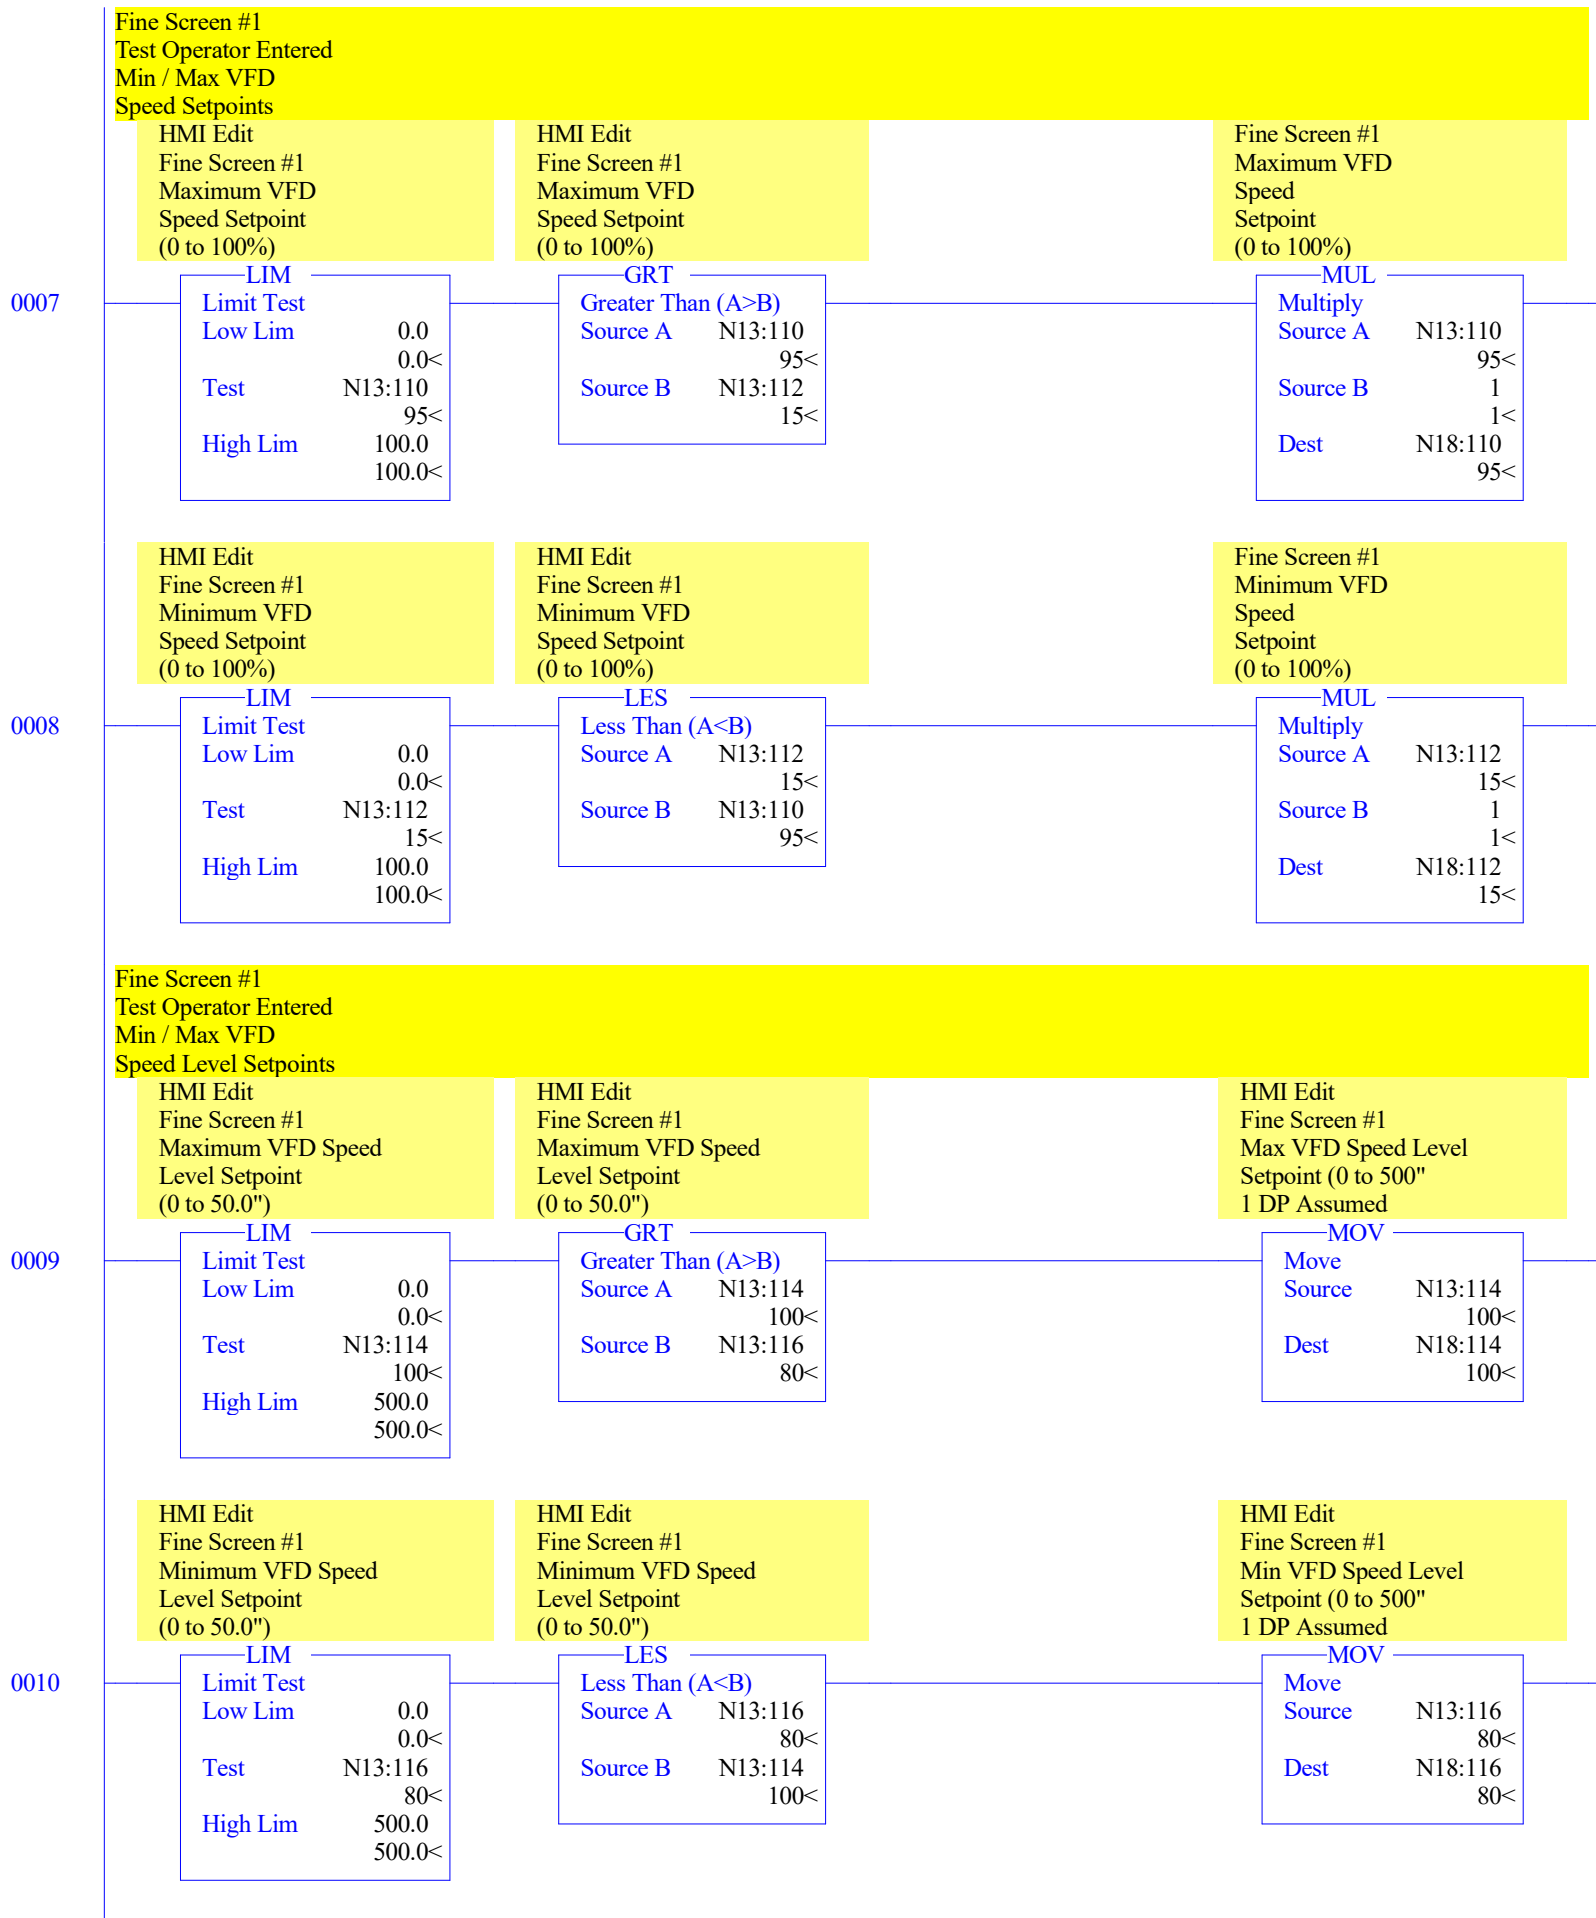 Fine Screen #1
Test Operator Entered
Min / Max VFD
Speed Setpoints
HMI Edit
Fine Screen #1
Maximum VFD
Speed Setpoint
(0 to 100%)
HMI Edit
Fine Screen #1
Maximum VFD
Speed Setpoint
(0 to 100%)
Fine Screen #1
Maximum VFD
Speed
Setpoint
(0 to 100%)
0007
LIM
Limit Test
Low Lim 0.0
0.0<
Test N13:110
95<
High Lim 100.0
100.0<
GRT
Greater Than (A>B)
Source A N13:110
95<
Source B N13:112
15<
MUL
Multiply
Source A N13:110
95<
Source B 1
1<
Dest N18:110
95<
HMI Edit
Fine Screen #1
Minimum VFD
Speed Setpoint
(0 to 100%)
HMI Edit
Fine Screen #1
Minimum VFD
Speed Setpoint
(0 to 100%)
Fine Screen #1
Minimum VFD
Speed
Setpoint
(0 to 100%)
0008
LIM
Limit Test
Low Lim 0.0
0.0<
Test N13:112
15<
High Lim 100.0
100.0<
LES
Less Than (A<B)
Source A N13:112
15<
Source B N13:110
95<
MUL
Multiply
Source A N13:112
15<
Source B 1
1<
Dest N18:112
15<
Fine Screen #1
Test Operator Entered
Min / Max VFD
Speed Level Setpoints
HMI Edit
Fine Screen #1
Maximum VFD Speed
Level Setpoint
(0 to 50.0")
HMI Edit
Fine Screen #1
Maximum VFD Speed
Level Setpoint
(0 to 50.0")
HMI Edit
Fine Screen #1
Max VFD Speed Level
Setpoint (0 to 500"
1 DP Assumed
0009
LIM
Limit Test
Low Lim 0.0
0.0<
Test N13:114
100<
High Lim 500.0
500.0<
GRT
Greater Than (A>B)
Source A N13:114
100<
Source B N13:116
80<
MOV
Move
Source N13:114
100<
Dest N18:114
100<
HMI Edit
Fine Screen #1
Minimum VFD Speed
Level Setpoint
(0 to 50.0")
HMI Edit
Fine Screen #1
Minimum VFD Speed
Level Setpoint
(0 to 50.0")
HMI Edit
Fine Screen #1
Min VFD Speed Level
Setpoint (0 to 500"
1 DP Assumed
0010
LIM
Limit Test
Low Lim 0.0
0.0<
Test N13:116
80<
High Lim 500.0
500.0<
LES
Less Than (A<B)
Source A N13:116
80<
Source B N13:114
100<
MOV
Move
Source N13:116
80<
Dest N18:116
80<